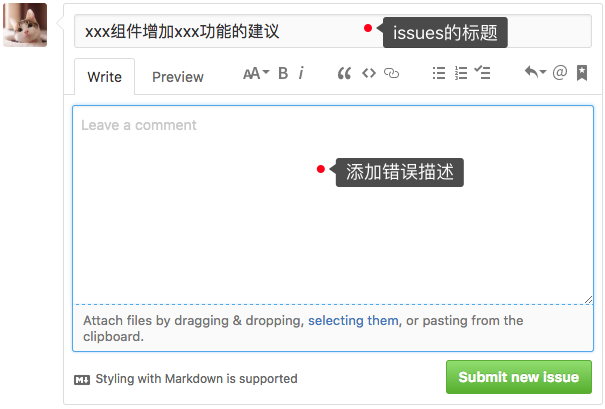 xxx组件增加xxx功能的建议
issues的标题
Write
Preview
AA B i
Leave a comment
添加错误描述
Attach files by dragging & dropping, selecting them, or pasting from the
clipboard.
Styling with Markdown is supported
Submit new issue